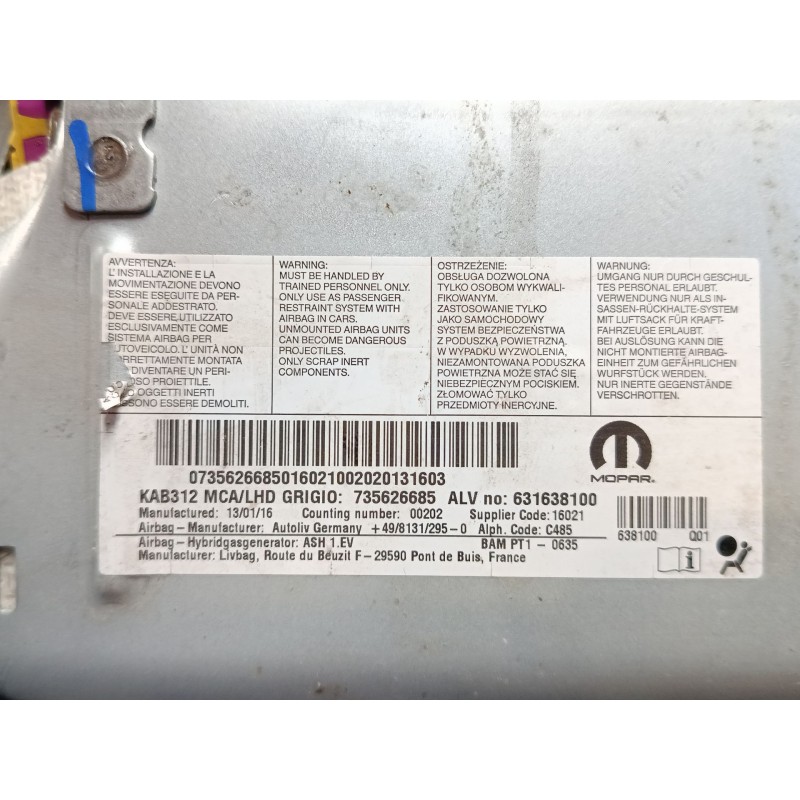 AVVERTENZA:
L' INSTALLAZIONE E LA
MOVIMENTAZIONE DEVONO
ESSERE ESEGUITE DA PER-
SONALE ADDESTRATO.
DEVE ESSERE UTILIZZATO
ESCLUSIVAMENTE COME
SISTEMA AIRBAG PER
AUTOVEICOLO. L' UNITÀ NON
CORRETTAMENTE MONTATA
DIVENTARE UN PERI-
PROIETTILE.
OGGETTI INERTI
ESSERE DEMOLITI.
WARNING:
MUST BE HANDLED BY
TRAINED PERSONNEL ONLY.
ONLY USE AS PASSENGER
RESTRAINT SYSTEM WITH
AIRBAG IN CARS.
UNMOUNTED AIRBAG UNITS
CAN BECOME DANGEROUS
PROJECTILES.
ONLY SCRAP INERT
COMPONENTS.
OSTRZEŻENIE:
OBSŁUGA DOZWOLONA
TYLKO OSOBOM WYKWALI-
FIKOWANYM.
ZASTOSOWANIE TYLKO
JAKO SAMOCHODOWY
SYSTEM BEZPIECZEŃSTWA
Z PODUSZKĄ POWIETRZNĄ.
W WYPADKU WYZWOLENIA,
NIEZAMONTOWANA PODUSZKA
POWIETRZNA MOŻE STAĆ SIĘ
NIEBEZPIECZNYM POCISKIEM.
ZŁOMOWAĆ TYLKO
PRZEDMIOTY INERCYJNE.
WARNUNG:
UMGANG NUR DURCH GESCHUL-
TES PERSONAL ERLAUBT.
VERWENDUNG NUR ALS IN-
SASSEN-RÜCKHALTE-SYSTEM
MIT LUFTSACK FÜR KRAFT-
FAHRZEUGE ERLAUBT.
BEI AUSLÖSUNG KANN DIE
NICHT MONTIERTE AIRBAG-
EINHEIT ZUM GEFÄHRLICHEN
WURFSTÜCK WERDEN.
NUR INERTE GEGENSTÄNDE
VERSCHROTTEN.
MOPAR.
07356266850160210020201​31603
KAB312 MCA/LHD GRIGIO: 735626685 ALV no: 631638100
Manufactured: 13/01/16 Counting number: 00202 Supplier Code: 16021
Airbag - Manufacturer: Autoliv Germany +49/8131/295-0 Alph. Code: C485
Airbag - Hybridgasgenerator: ASH 1.EV BAM PT1 - 0635
Manufacturer: Livbag, Route du Beuzit F - 29590 Pont de Buis, France
638100 Q01
i